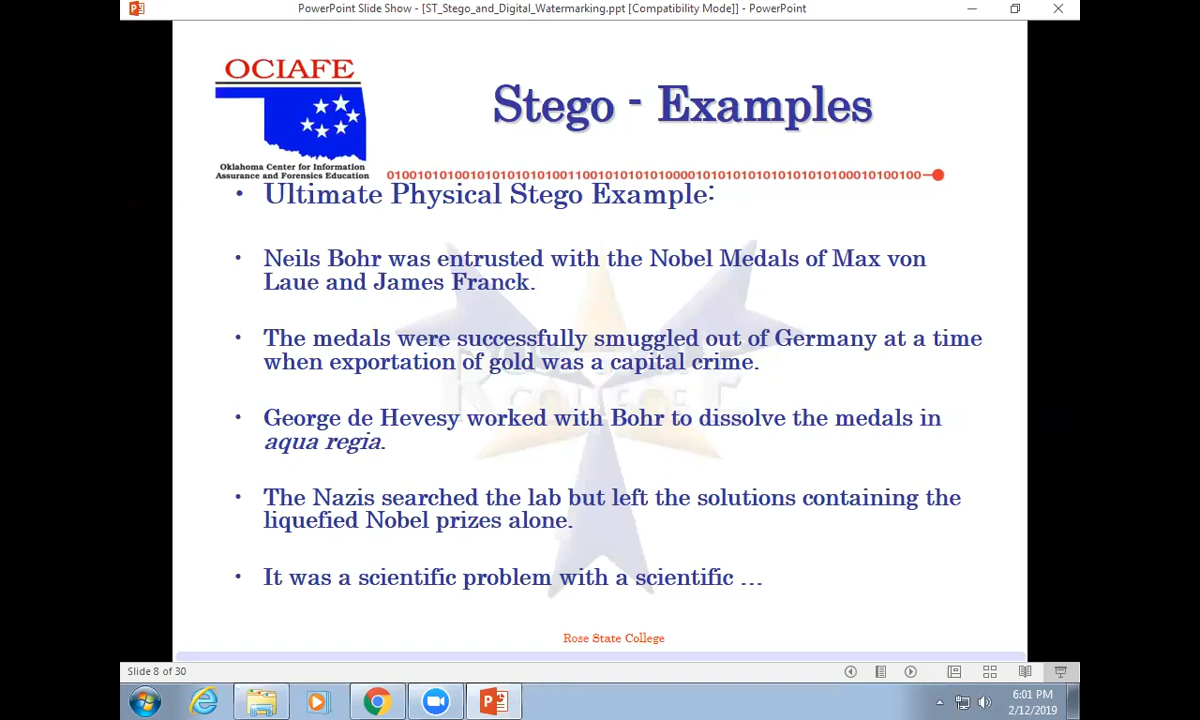 PowerPoint Slide Show - [ST_Stego_and_Digital_Watermarking.ppt [Compatibility Mode]] - PowerPoint
OCIAFE
Oklahoma Center for Information
Assurance and Forensics Education
Stego - Examples
• Ultimate Physical Stego Example:
• Neils Bohr was entrusted with the Nobel Medals of Max von
Laue and James Franck.
• The medals were successfully smuggled out of Germany at a time
when exportation of gold was a capital crime.
• George de Hevesy worked with Bohr to dissolve the medals in
aqua regia.
• The Nazis searched the lab but left the solutions containing the
liquefied Nobel prizes alone.
• It was a scientific problem with a scientific …
Rose State College
Slide 8 of 30
6:01 PM
2/12/2019